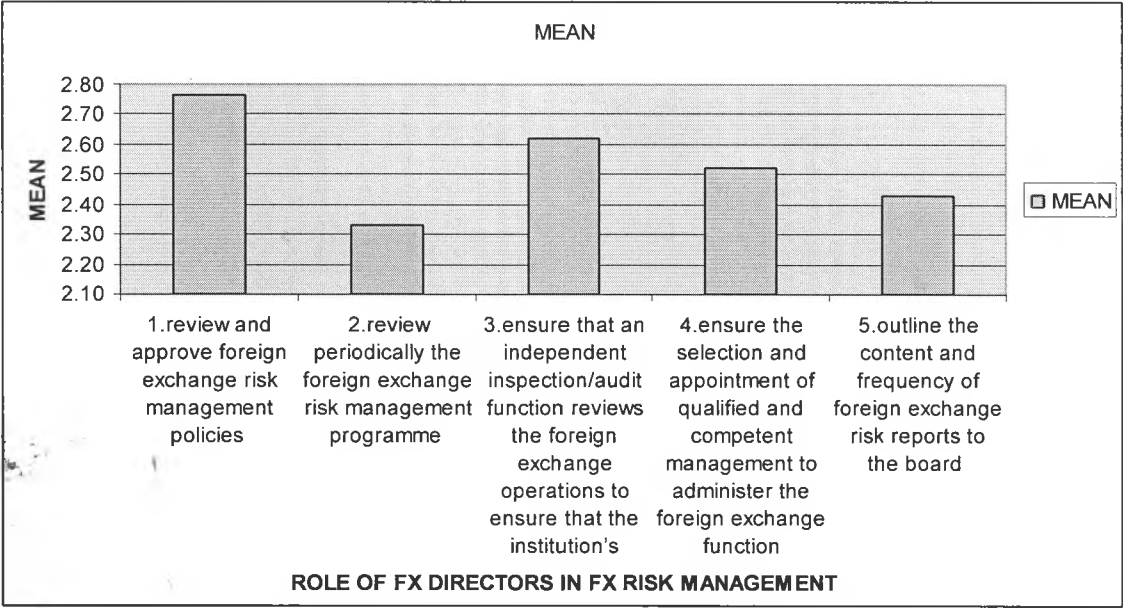 MEAN
2.80
2.70
2.60
2.50
2.40
2.30
2.20
2.10
MEAN
MEAN
1.review and
approve foreign
exchange risk
management
policies
2.review
periodically the
foreign exchange
risk management
programme
3.ensure that an
independent
inspection/audit
function reviews
the foreign
exchange
operations to
ensure that the
institution's
4.ensure the
selection and
appointment of
qualified and
competent
management to
administer the
foreign exchange
function
5.outline the
content and
frequency of
foreign exchange
risk reports to
the board
ROLE OF FX DIRECTORS IN FX RISK MANAGEMENT